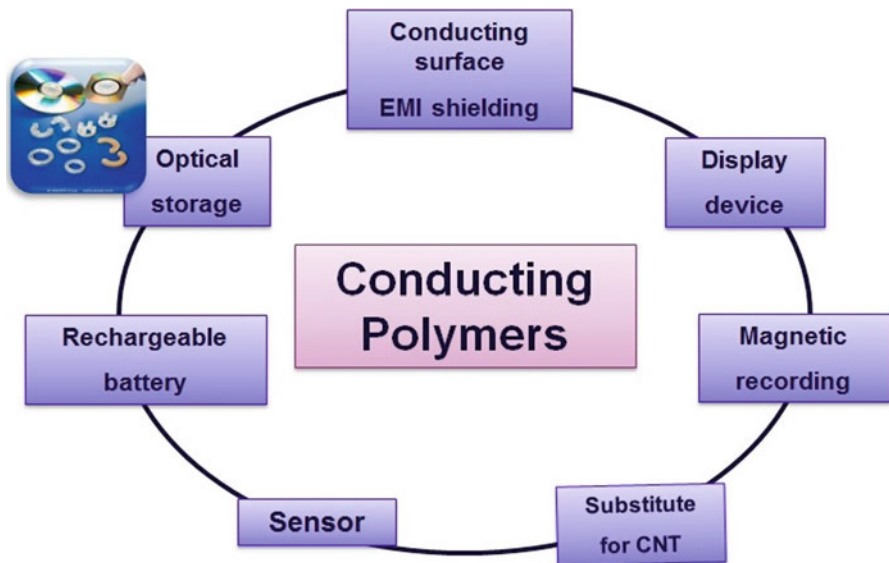 Conducting
surface
EMI shielding
Optical
storage
Display
device
Conducting
Polymers
Rechargeable
battery
Magnetic
recording
Sensor
Substitute
for CNT